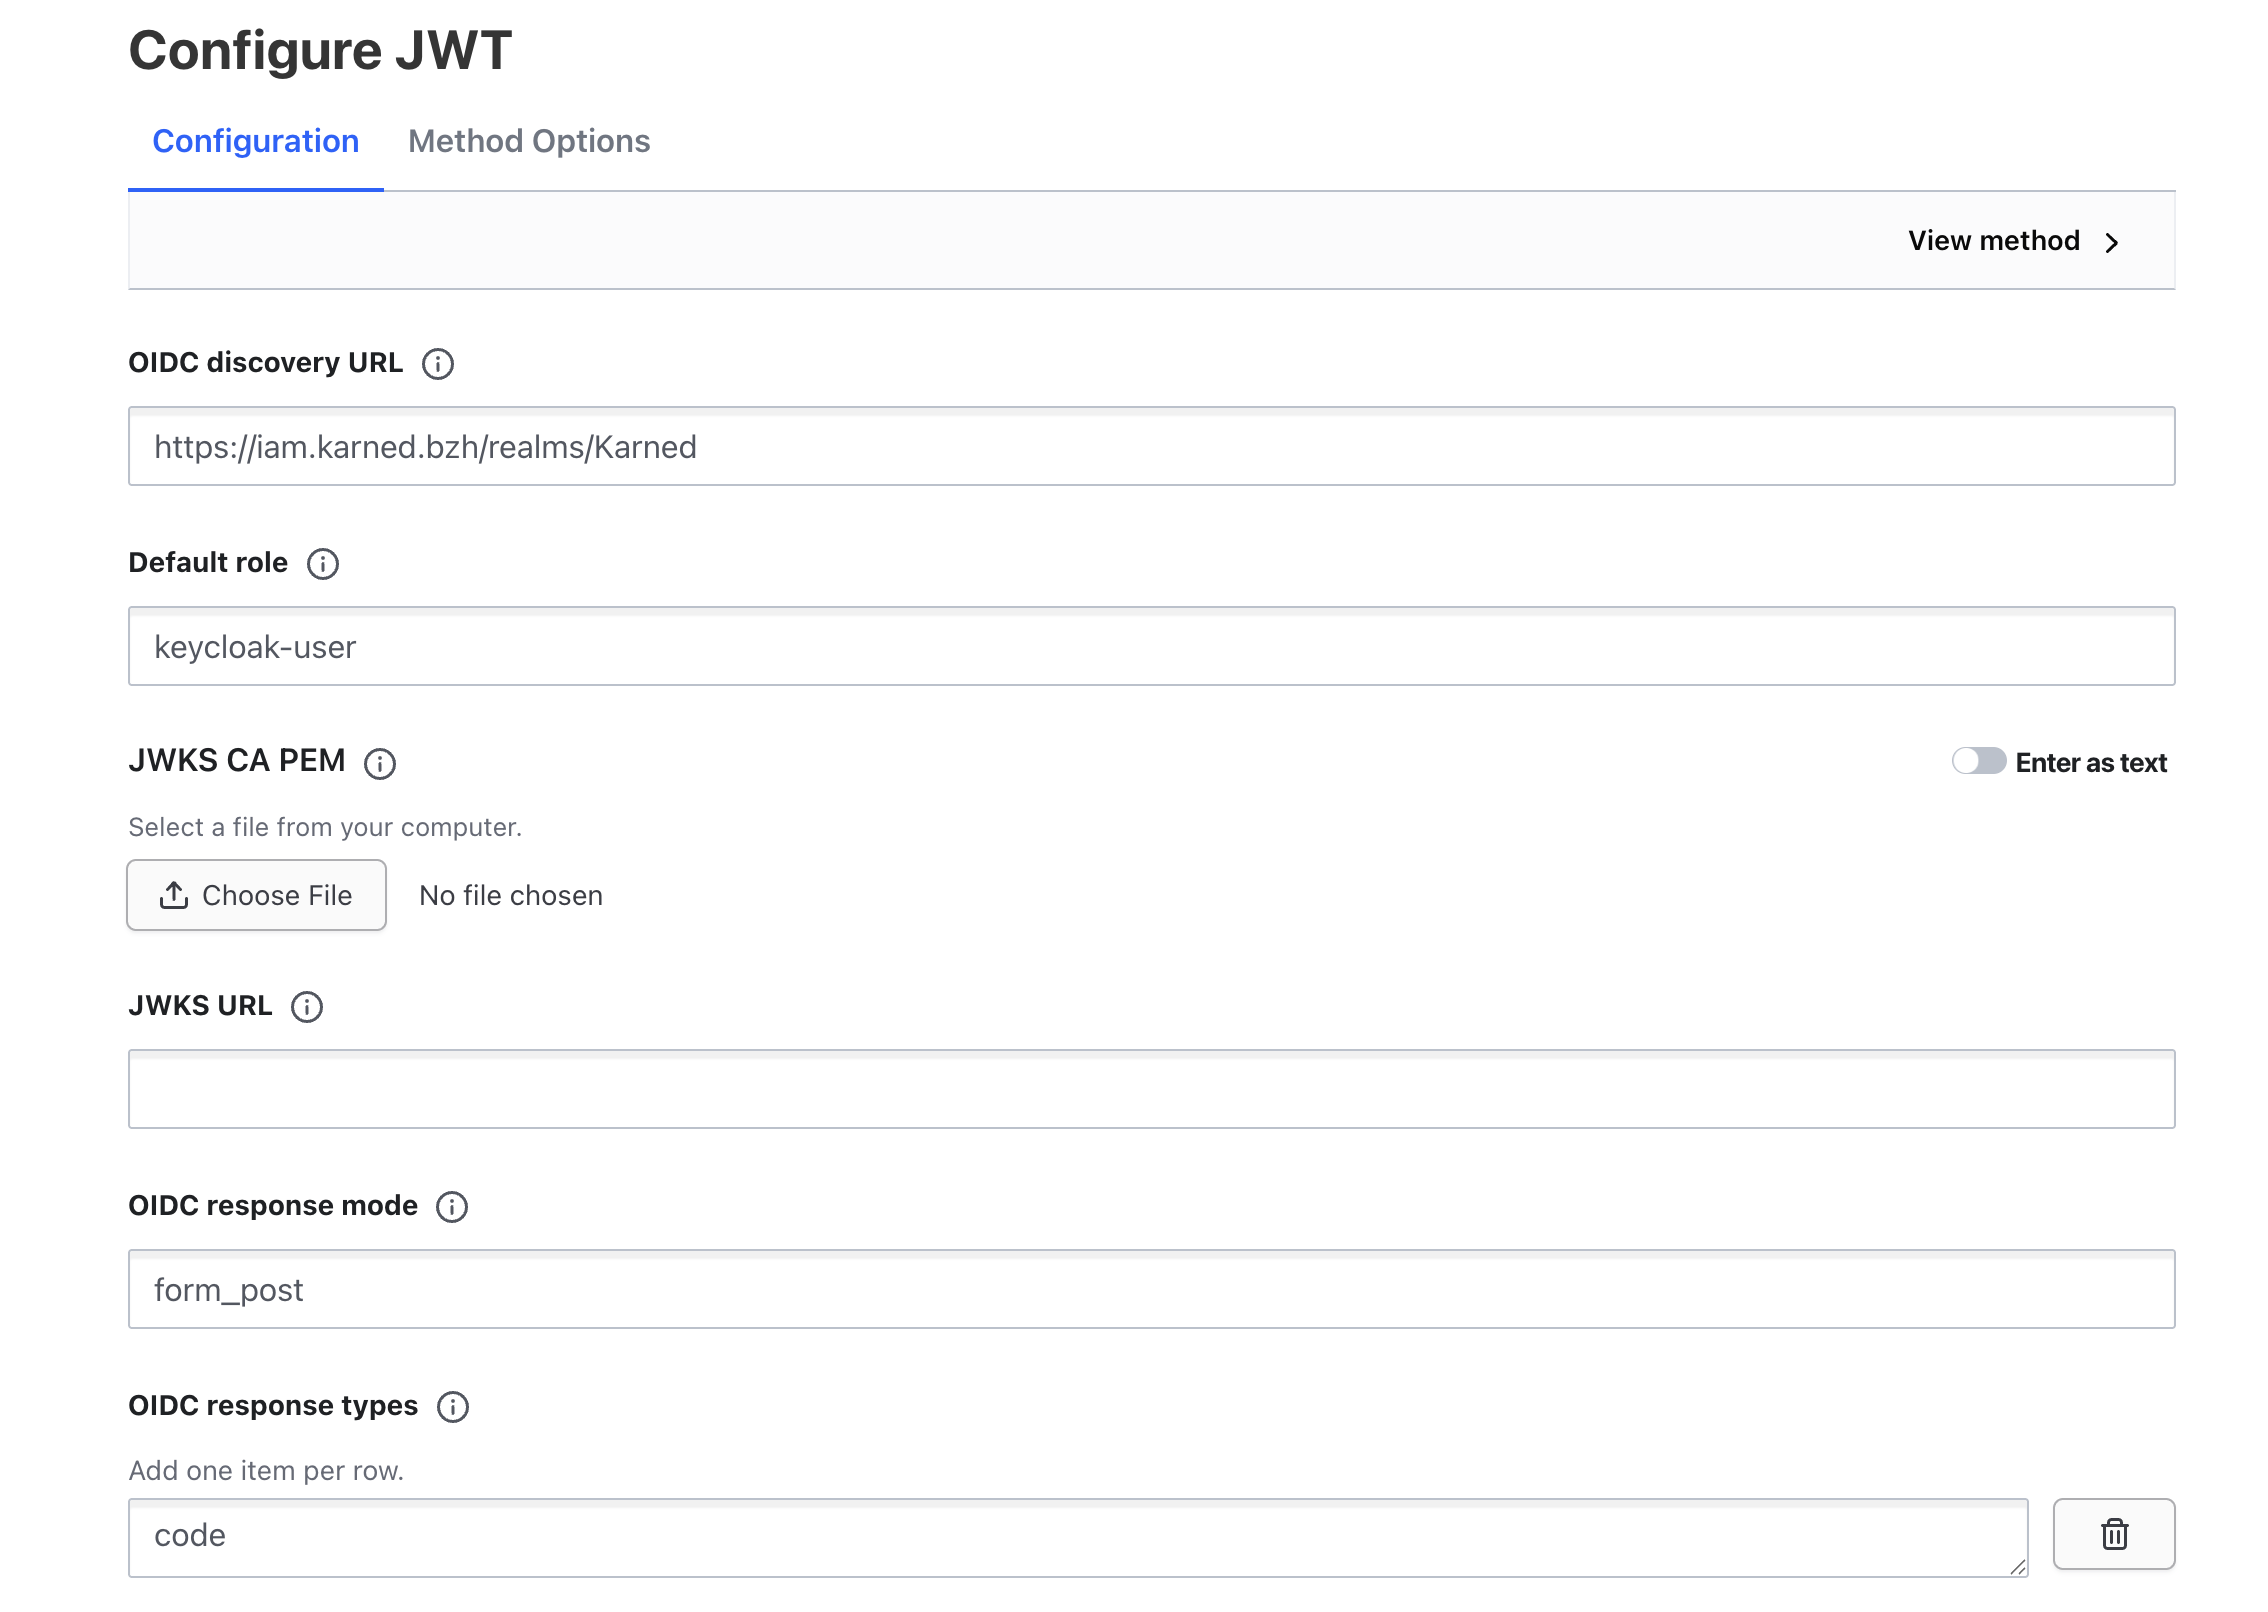 Configure JWT
Configuration
Method Options
View method
OIDC discovery URL
https://iam.karned.bzh/realms/Karned
Default role
keycloak-user
JWKS CA PEM
Enter as text
Select a file from your computer.
Choose File
No file chosen
JWKS URL
OIDC response mode
form_post
OIDC response types
Add one item per row.
code